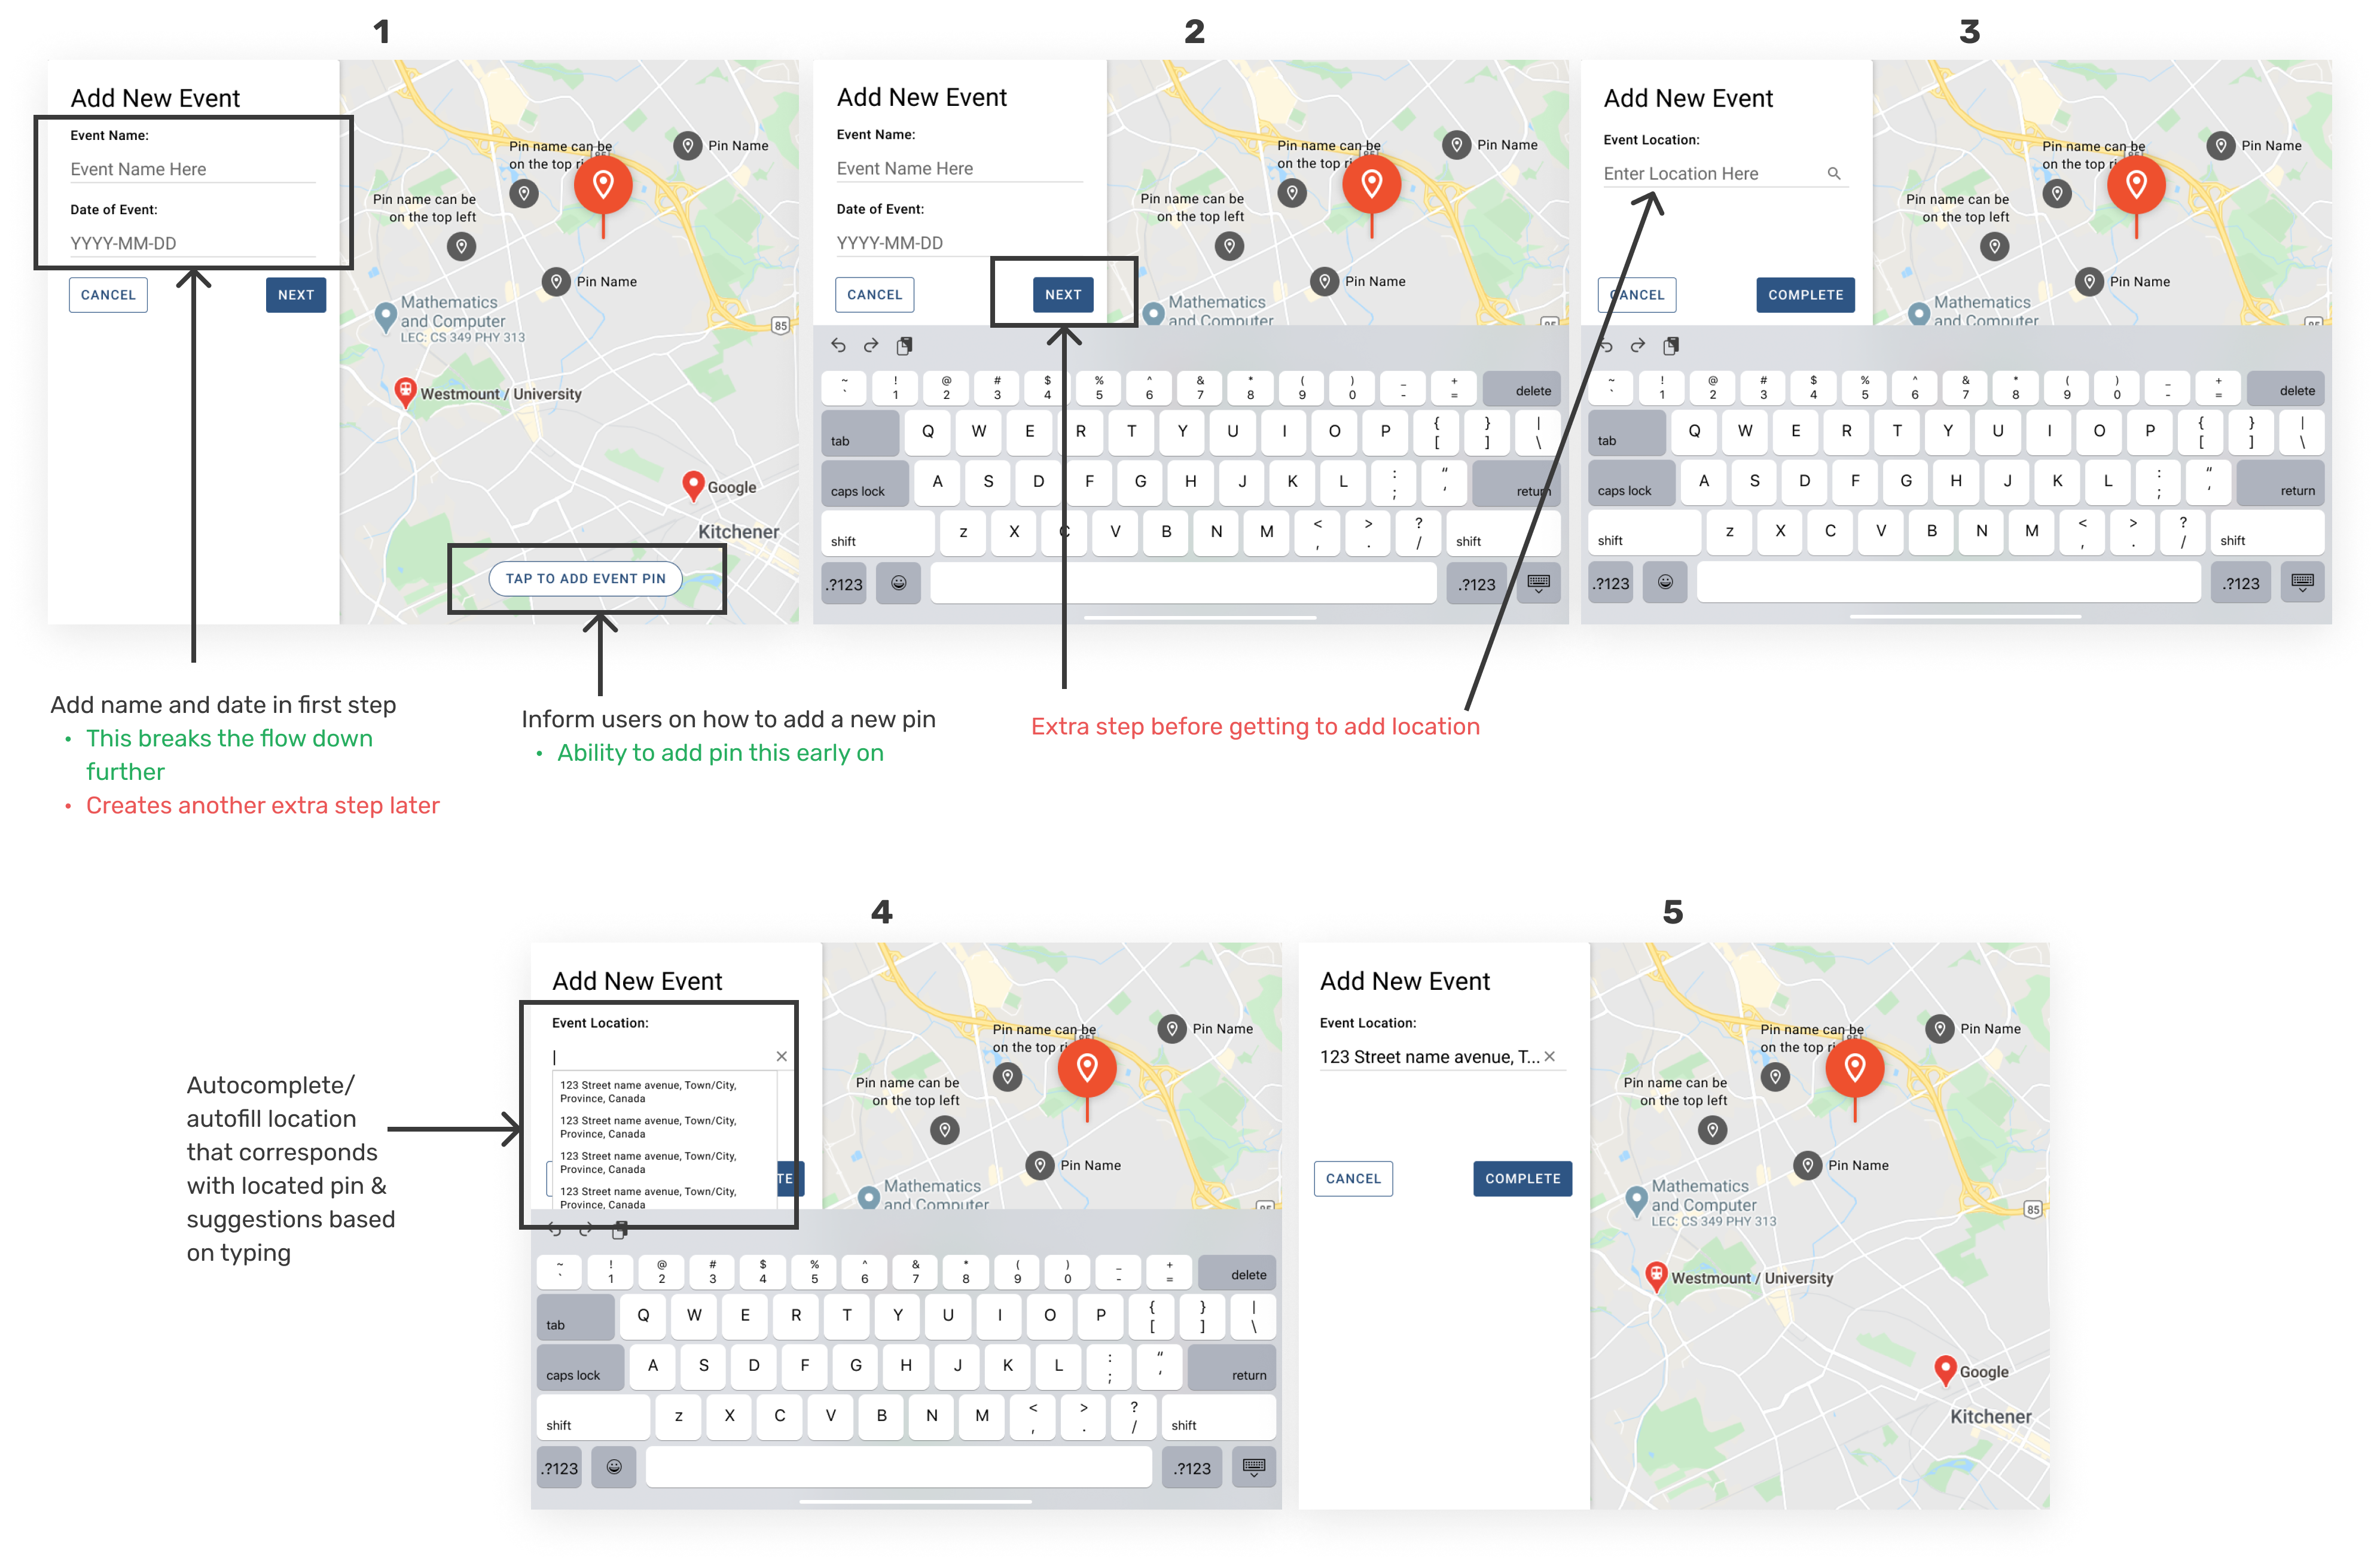 1
Add New Event
Event Name:
Event Name Here
Date of Event:
YYYY-MM-DD
CANCEL
NEXT
Pin name can be
on the top ri
Pin Name
Pin name can be
on the top left
Pin Name
Mathematics
and Computer
LEC: CS 349 PHY 313
85
Westmount / University
Google
Kitchener
TAP TO ADD EVENT PIN
2
Add New Event
Event Name:
Event Name Here
Date of Event:
YYYY-MM-DD
CANCEL
NEXT
Pin name can be
on the top ri
Pin Name
Pin name can be
on the top left
Pin Name
Mathematics
and Computer
85
~ ! @ # $ % ^ & * ( ) _ +
` 1 2 3 4 5 6 7 8 9 0 - = delete
tab Q W E R T Y U I O P { [ } ] | \
caps lock A S D F G H J K L : ; “ ‘ return
shift z X C V B N M < , > . ? / shift
.?123 .?123
3
Add New Event
Event Location:
Enter Location Here
CANCEL
COMPLETE
Pin name can be
on the top ri
Pin Name
Pin name can be
on the top left
Pin Name
Mathematics
and Computer
85
~ ! @ # $ % ^ & * ( ) _ +
` 1 2 3 4 5 6 7 8 9 0 - = delete
tab Q W E R T Y U I O P { [ } ] | \
caps lock A S D F G H J K L : ; “ ‘ return
shift z X C V B N M < , > . ? / shift
.?123 .?123
Add name and date in first step
• This breaks the flow down
further
• Creates another extra step later
Inform users on how to add a new pin
• Ability to add pin this early on
Extra step before getting to add location
4
Autocomplete/
autofill location
that corresponds
with located pin &
suggestions based
on typing
Add New Event
Event Location:
123 Street name avenue, Town/City,
Province, Canada
123 Street name avenue, Town/City,
Province, Canada
123 Street name avenue, Town/City,
Province, Canada
123 Street name avenue, Town/City,
Province, Canada
TE
Pin name can be
on the top ri
Pin Name
Pin name can be
on the top left
Pin Name
Mathematics
and Computer
85
~ ! @ # $ % ^ & * ( ) _ +
` 1 2 3 4 5 6 7 8 9 0 - = delete
tab Q W E R T Y U I O P { [ } ] | \
caps lock A S D F G H J K L : ; “ ‘ return
shift z X C V B N M < , > . ? / shift
.?123 .?123
5
Add New Event
Event Location:
123 Street name avenue, T...
CANCEL
COMPLETE
Pin name can be
on the top ri
Pin Name
Pin name can be
on the top left
Pin Name
Mathematics
and Computer
LEC: CS 349 PHY 313
85
Westmount / University
Google
Kitchener